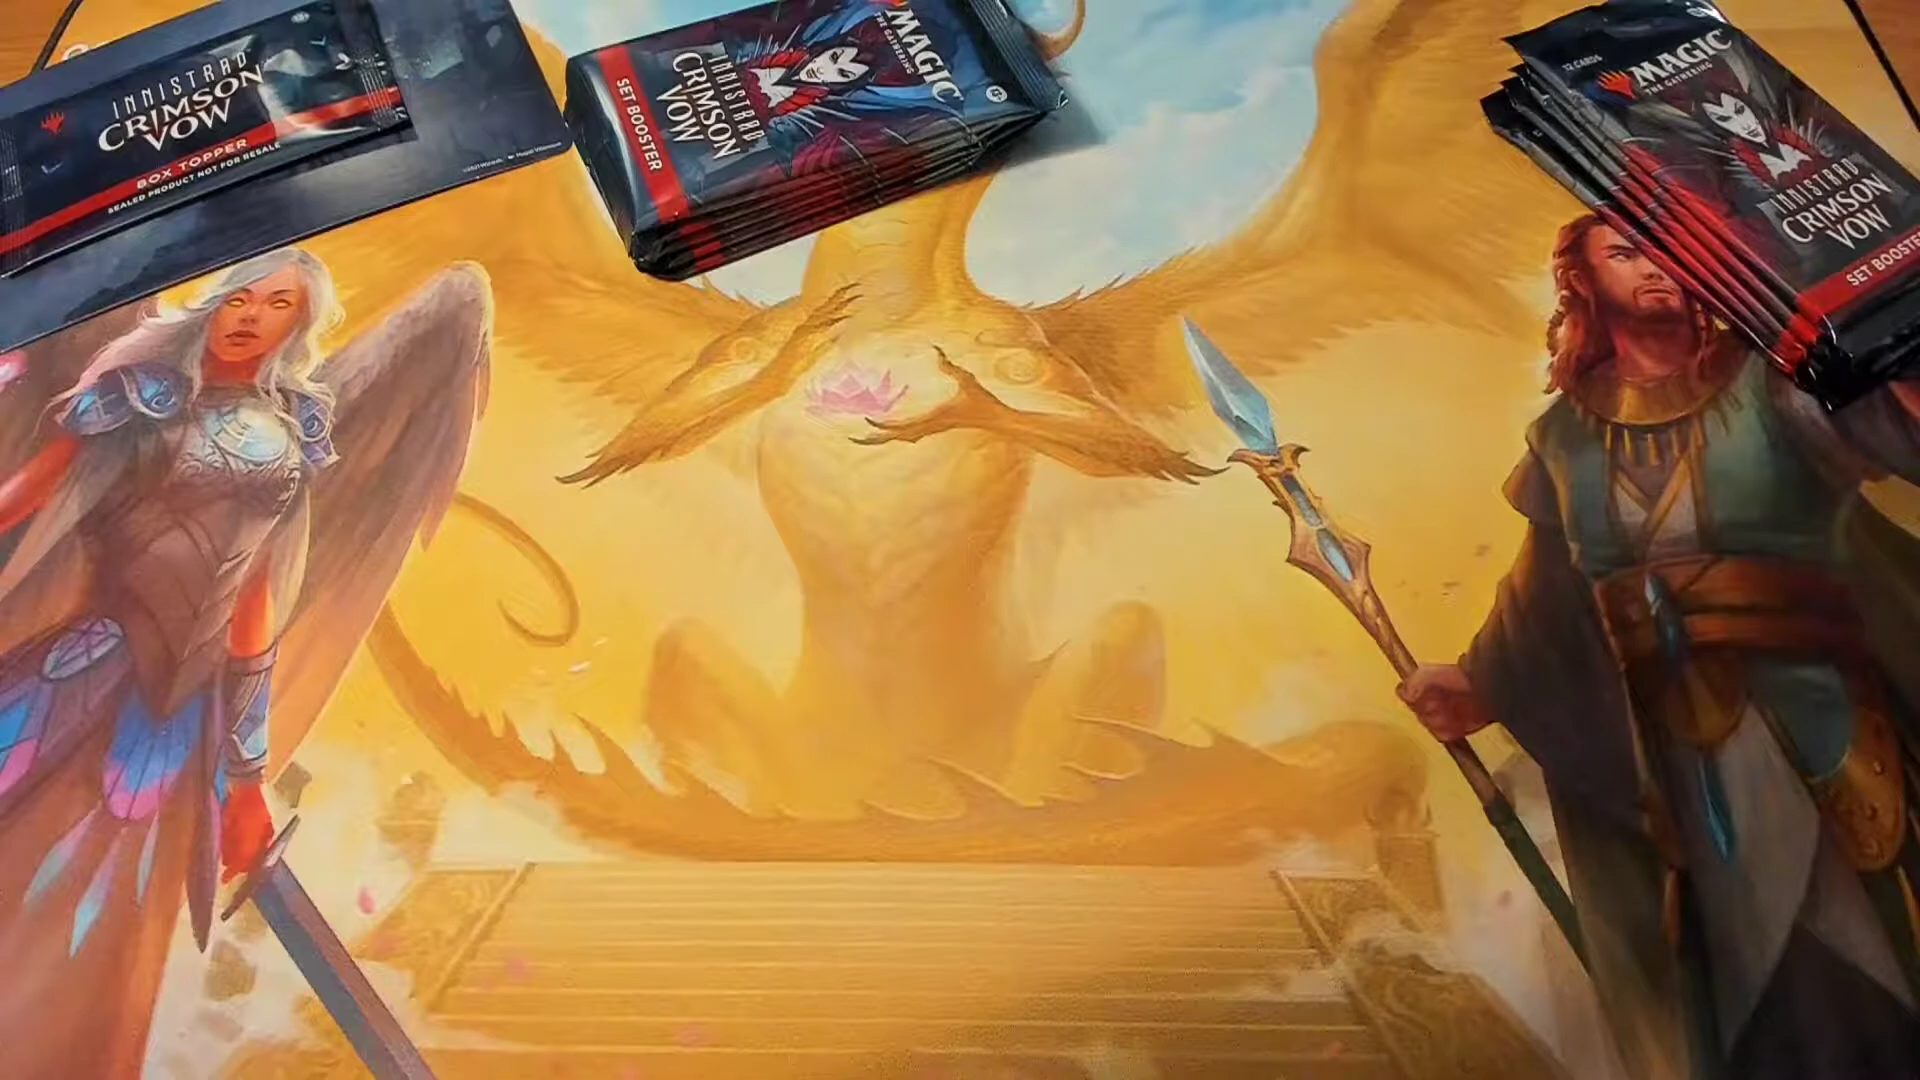 INNISTRAD
CRIMSON
VOW
BOX TOPPER
SEALED PRODUCT NOT FOR RESALE
MAGIC
THE GATHERING
INNISTRAD
CRIMSON
VOW
SET BOOSTER
12 CARDS
MAGIC
THE GATHERING
INNISTRAD
CRIMSON
VOW
SET BOOSTE